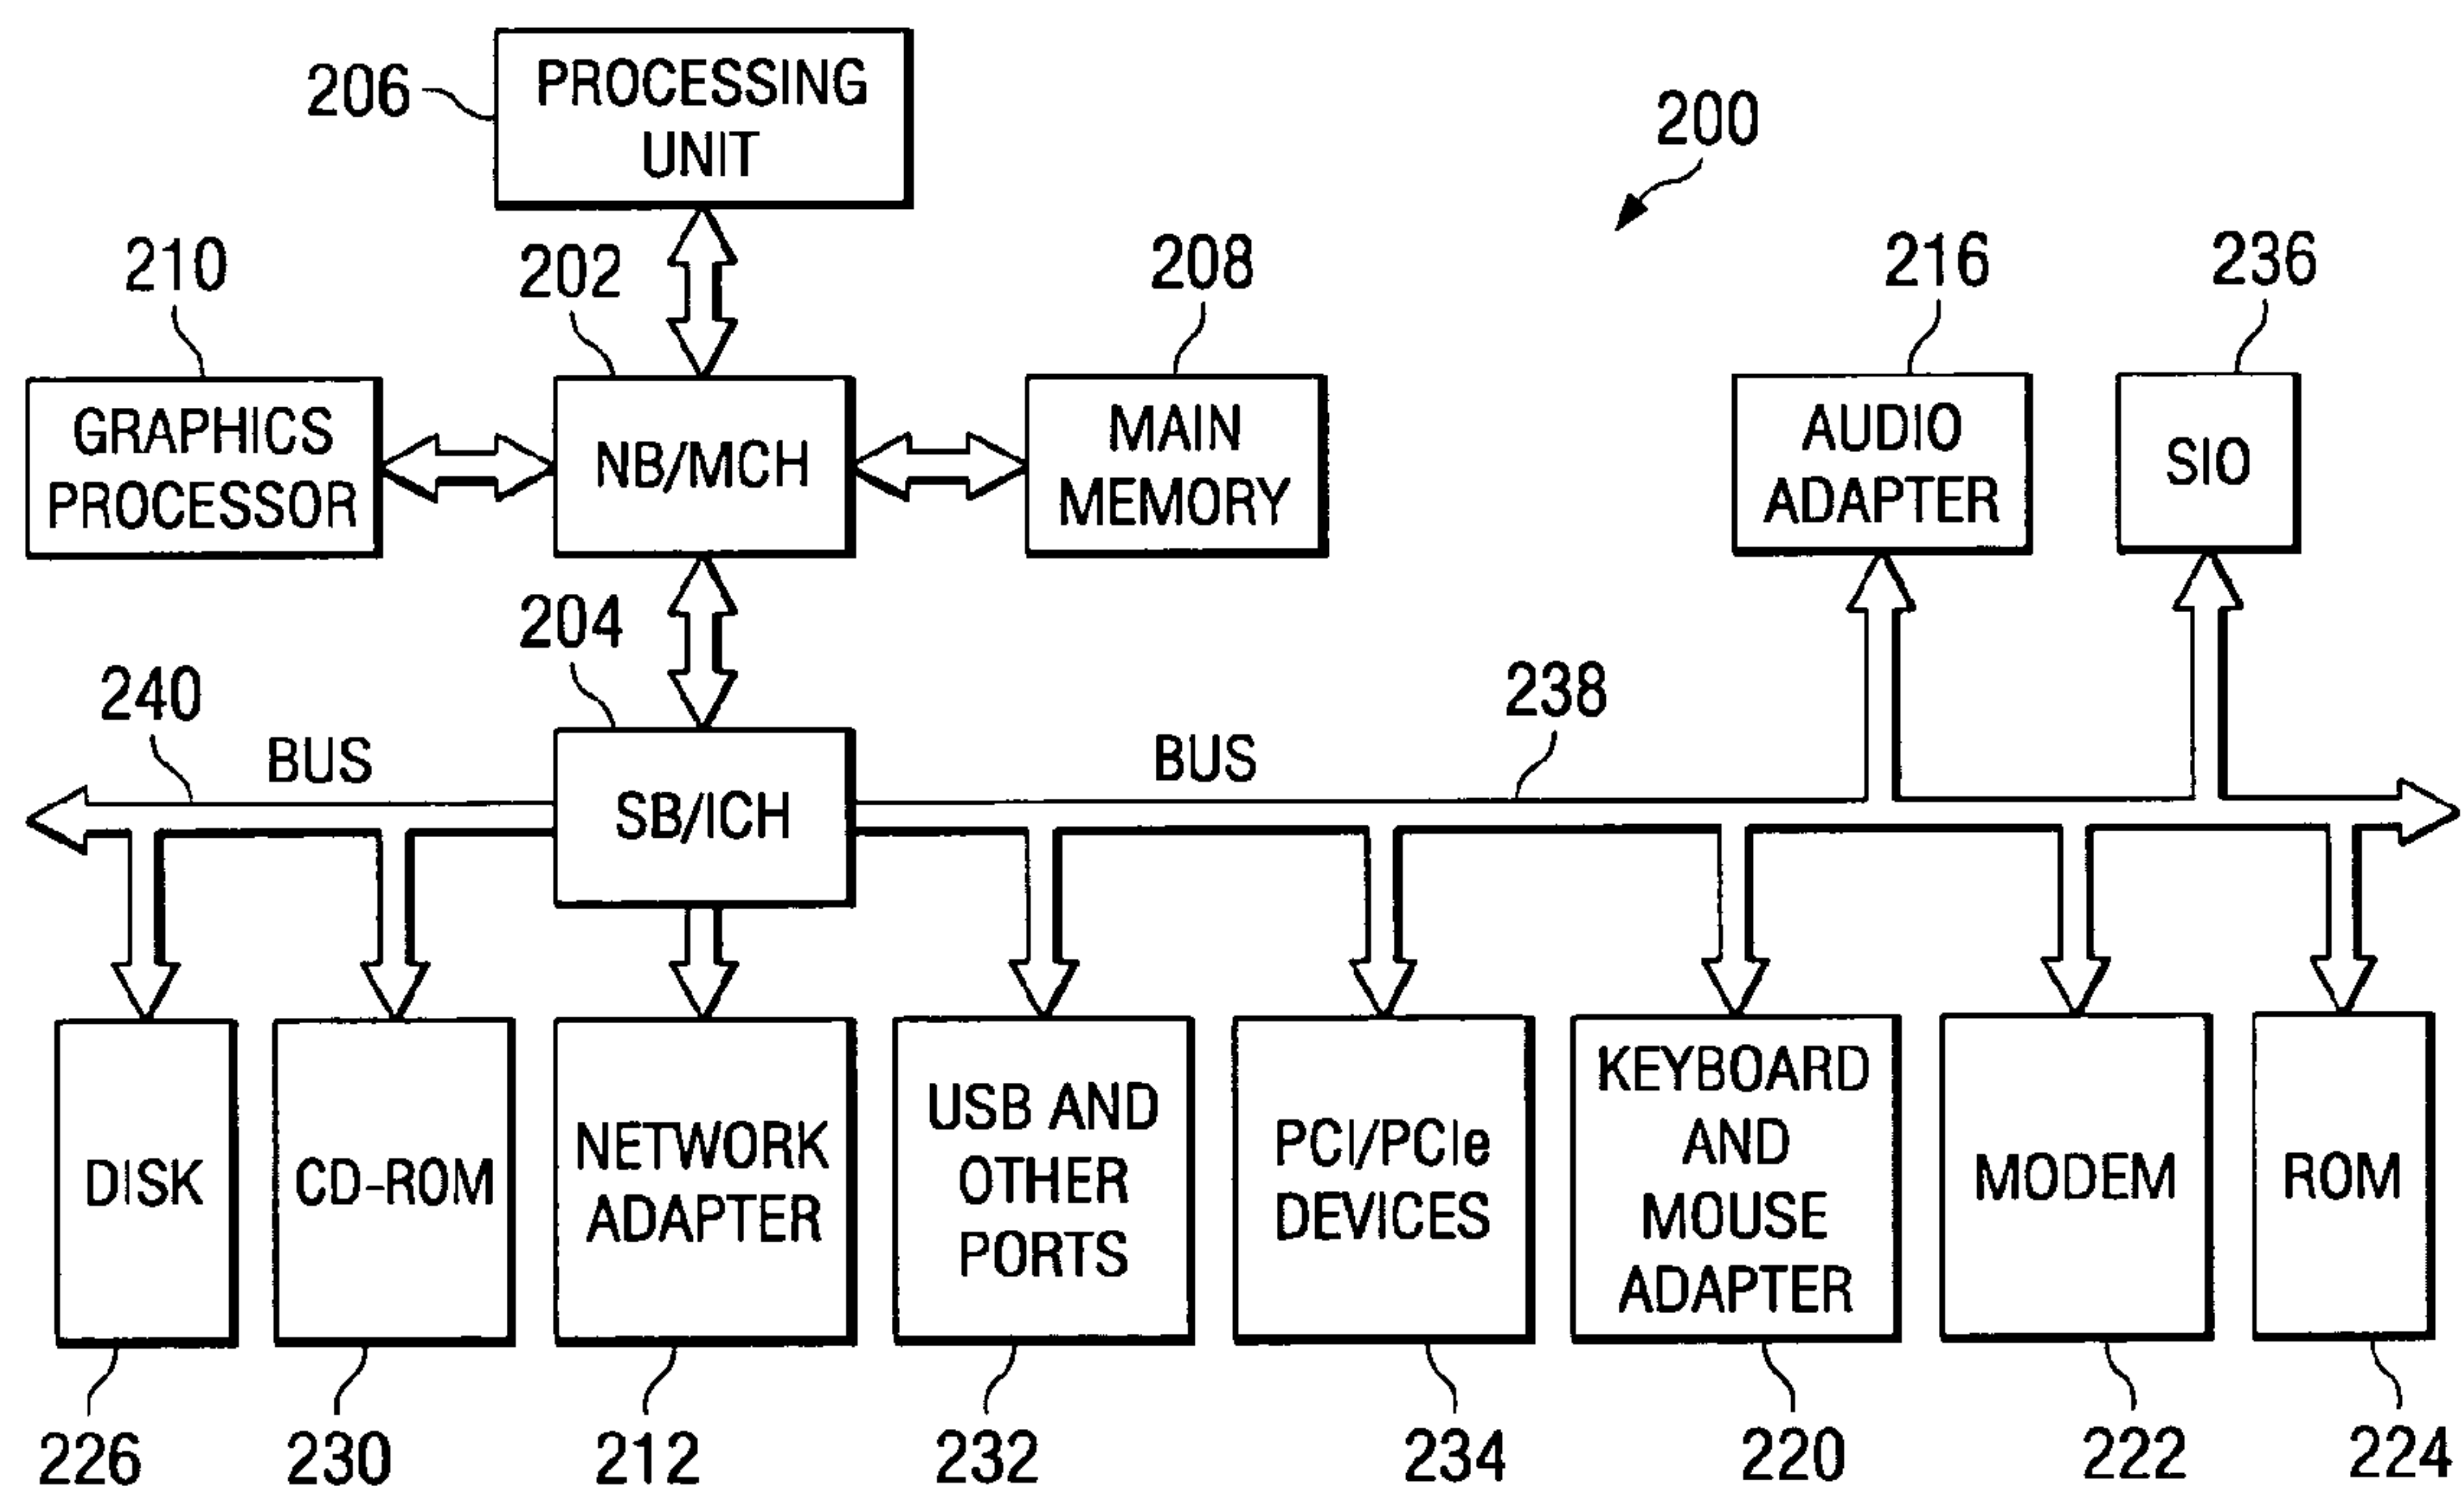 206
PROCESSING
UNIT
200
210
202
208
216
236
GRAPHICS
PROCESSOR
NB/MCH
MAIN
MEMORY
AUDIO
ADAPTER
SIO
204
240
BUS
BUS
238
SB/ICH
DISK
CD-ROM
NETWORK
ADAPTER
USB AND
OTHER
PORTS
PCI/PCIe
DEVICES
KEYBOARD
AND
MOUSE
ADAPTER
MODEM
ROM
226
230
212
232
234
220
222
224